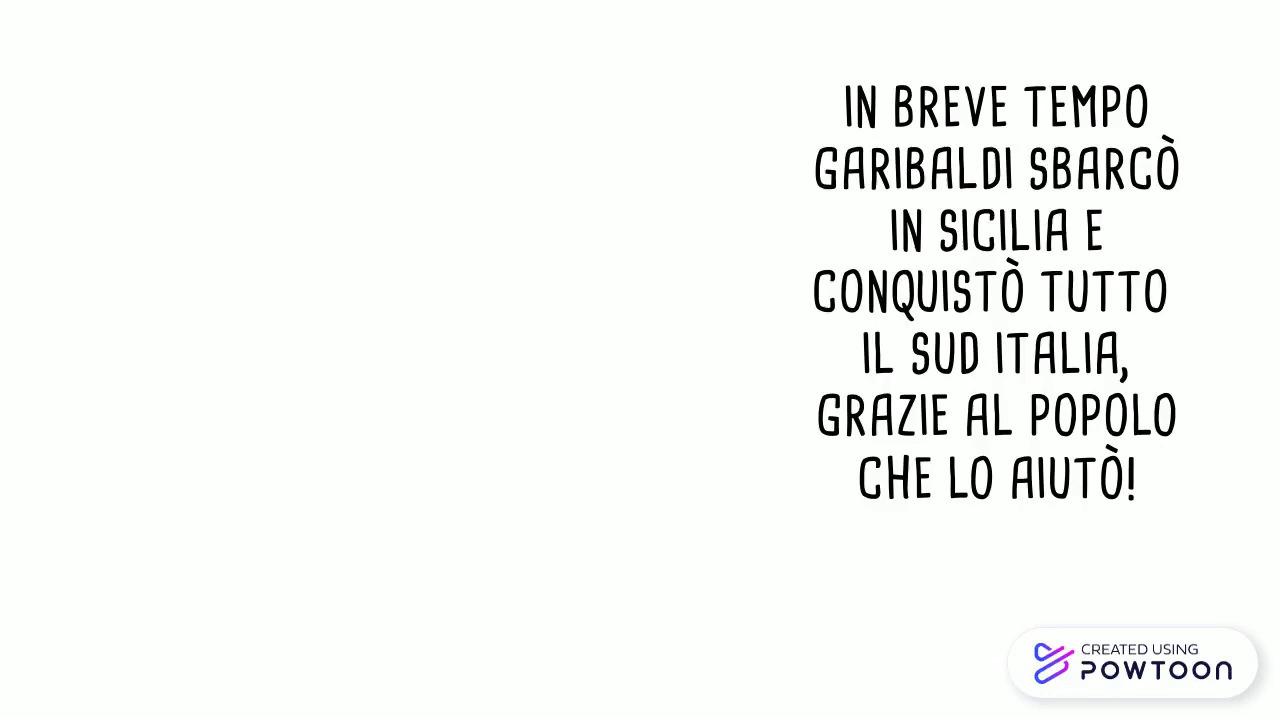 IN BREVE TEMPO
GARIBALDI SBARCÒ
IN SICILIA E
CONQUISTÒ TUTTO
IL SUD ITALIA,
GRAZIE AL POPOLO
CHE LO AIUTÒ!
CREATED USING
POWTOON